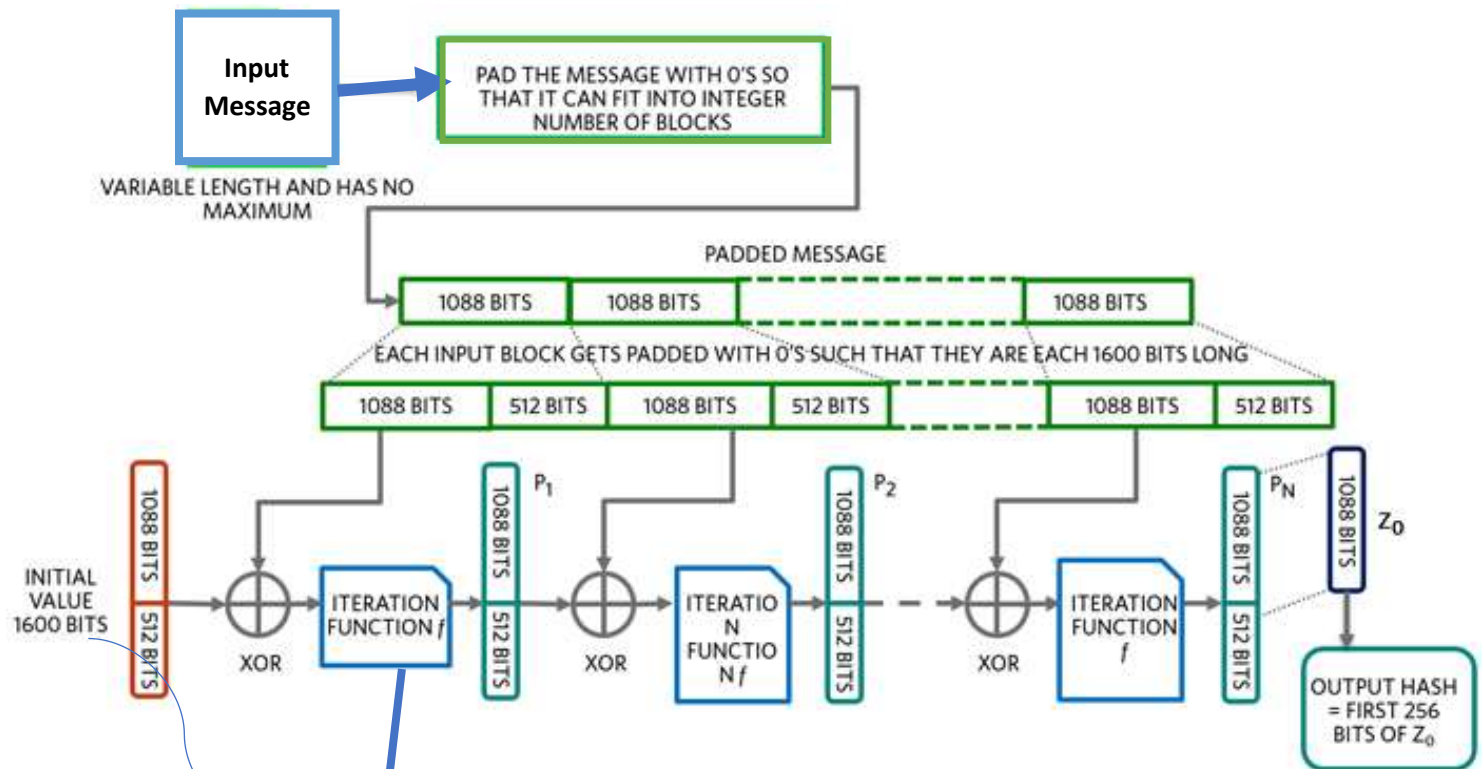 Input
Message
PAD THE MESSAGE WITH 0'S SO
THAT IT CAN FIT INTO INTEGER
NUMBER OF BLOCKS
VARIABLE LENGTH AND HAS NO
MAXIMUM
PADDED MESSAGE
1088 BITS
1088 BITS
1088 BITS
EACH INPUT BLOCK GETS PADDED WITH 0'S SUCH THAT THEY ARE EACH 1600 BITS LONG
1088 BITS
512 BITS
1088 BITS
512 BITS
1088 BITS
512 BITS
INITIAL
VALUE
1600 BITS
1088 BITS
512 BITS
XOR
ITERATION
FUNCTION f
P1
1088 BITS
512 BITS
XOR
ITERATIO
N
FUNCTIO
N f
P2
1088 BITS
512 BITS
XOR
ITERATION
FUNCTION
f
PN
1088 BITS
512 BITS
1088 BITS
Z0
OUTPUT HASH
= FIRST 256
BITS OF Z0